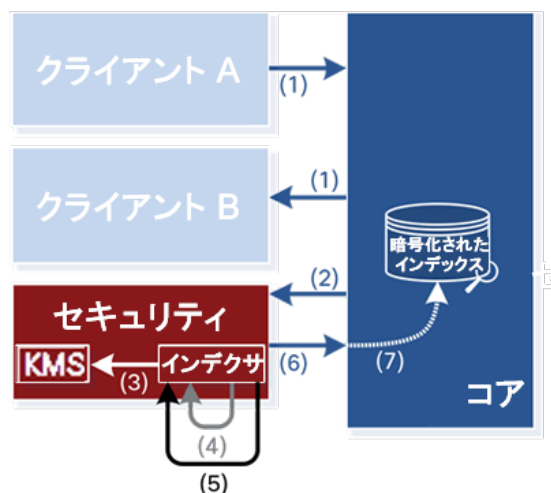 クライアント A
(1)
クライアント B
(1)
暗号化された
インデックス
(2)
セキュリティ
KMS
(3)
インデクサ
(6)
(7)
コア
(4)
(5)